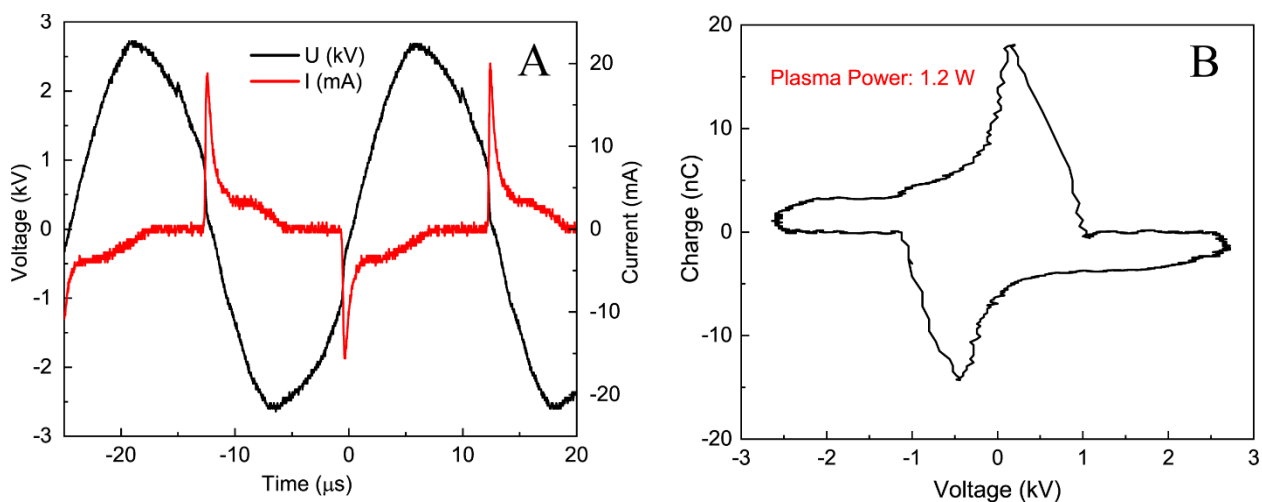 A
U (kV)
I (mA)
Voltage (kV)
3
2
1
0
-1
-2
-3
Current (mA)
20
10
0
-10
-20
-20
-10
0
10
20
Time (μs)
B
Plasma Power: 1.2 W
Charge (nC)
20
10
0
-10
-20
-3
-2
-1
0
1
2
3
Voltage (kV)